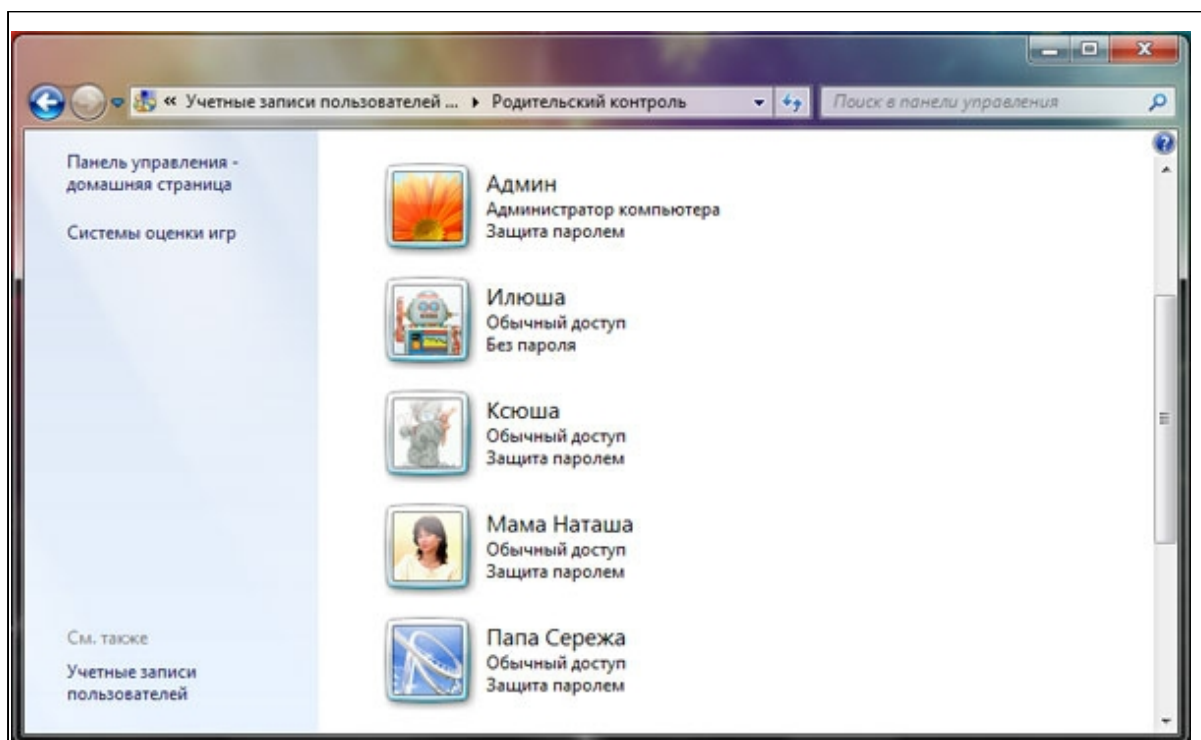 « Учетные записи пользователей ... ▸ Родительский контроль
Поиск в панели управления
Панель управления -
домашняя страница
Системы оценки игр
Админ
Администратор компьютера
Защита паролем
Илюша
Обычный доступ
Без пароля
Ксюша
Обычный доступ
Защита паролем
Мама Наташа
Обычный доступ
Защита паролем
Папа Сережа
Обычный доступ
Защита паролем
См. также
Учетные записи
пользователей